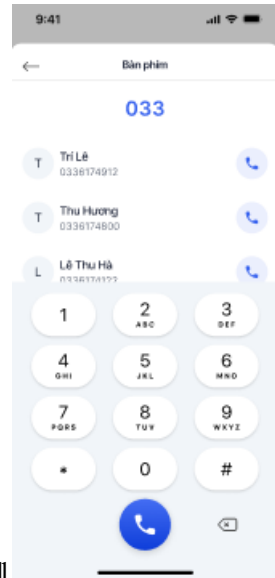 9:41
Bàn phím
033
T
Trí Lê
0336174912
T
Thu Hương
0336174800
L
Lê Thu Hà
0336174122
1
2
ABC
3
DEF
4
GHI
5
JKL
6
MNO
7
PQRS
8
TUV
9
WXYZ
*
0
#